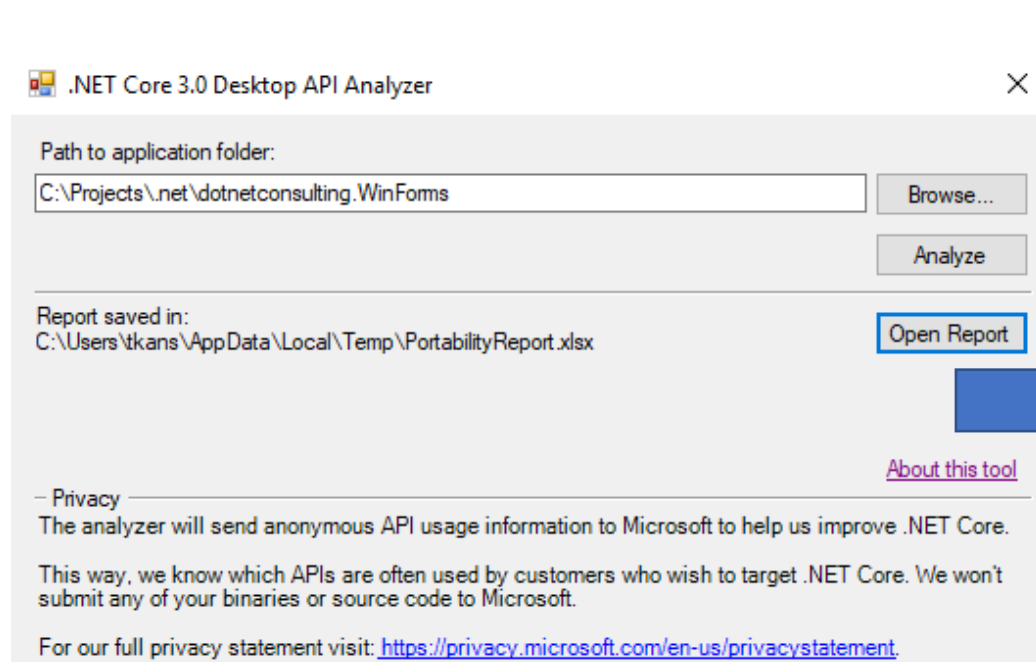 .NET Core 3.0 Desktop API Analyzer
Path to application folder:
C:\Projects\.net\dotnetconsulting.WinForms
Browse...
Analyze
Report saved in:
C:\Users\tkans\AppData\Local\Temp\PortabilityReport.xlsx
Open Report
About this tool
Privacy
The analyzer will send anonymous API usage information to Microsoft to help us improve .NET Core.
This way, we know which APIs are often used by customers who wish to target .NET Core. We won't
submit any of your binaries or source code to Microsoft.
For our full privacy statement visit: https://privacy.microsoft.com/en-us/privacystatement.